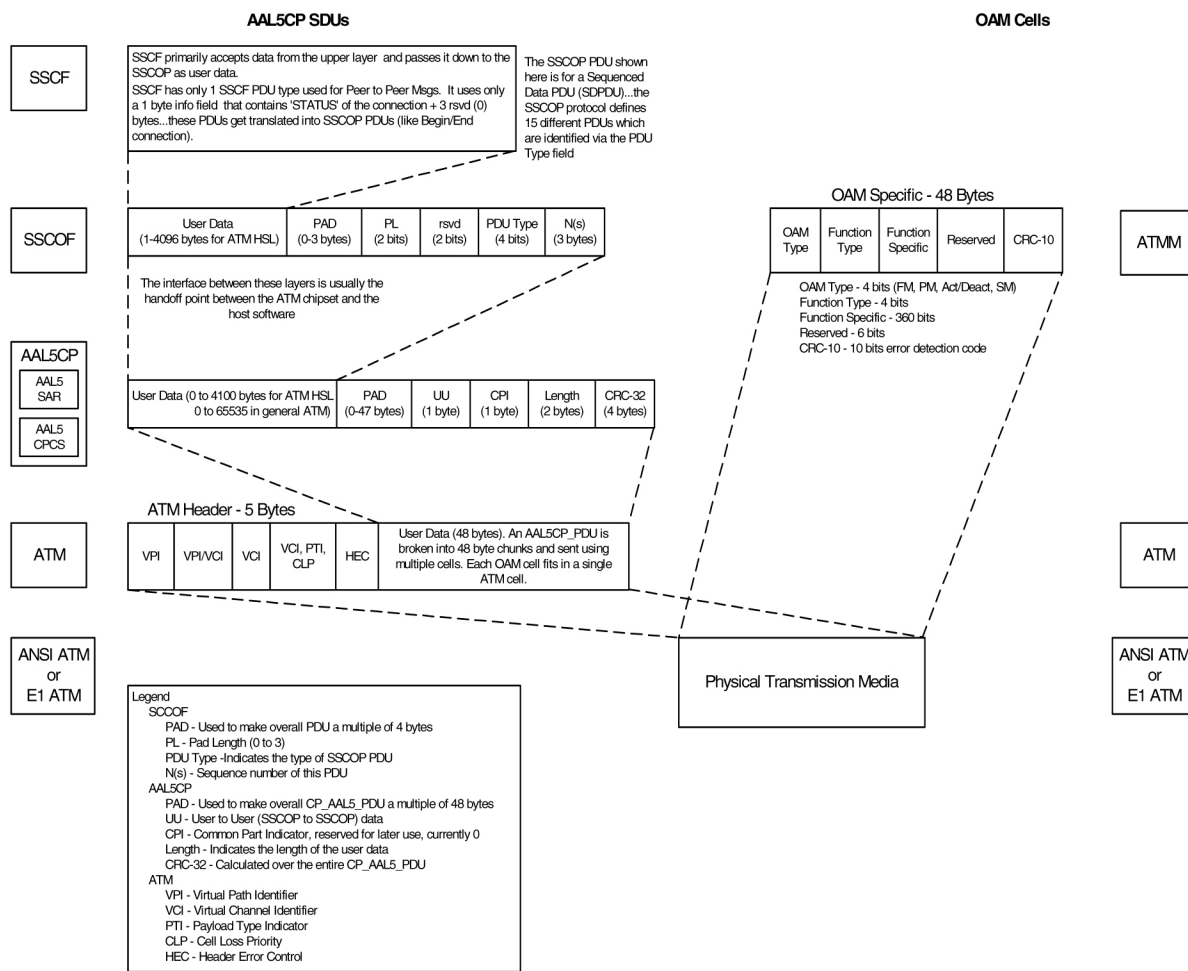 AAL5CP SDUs
OAM Cells
SSCF
SSCF primarily accepts data from the upper layer and passes it down to the
SSCOP as user data.
SSCF has only 1 SSCF PDU type used for Peer to Peer Msgs. It uses only
a 1 byte info field that contains 'STATUS' of the connection + 3 rsvd (0)
bytes...these PDUs get translated into SSCOP PDUs (like Begin/End
connection).
The SSCOP PDU shown
here is for a Sequenced
Data PDU (SDPDU)...the
SSCOP protocol defines
15 different PDUs which
are identified via the PDU
Type field
SSCOF
User Data
(1-4096 bytes for ATM HSL)
PAD
(0-3 bytes)
PL
(2 bits)
rsvd
(2 bits)
PDU Type
(4 bits)
N(s)
(3 bytes)
OAM Specific - 48 Bytes
OAM
Type
Function
Type
Function
Specific
Reserved
CRC-10
ATMM
The interface between these layers is usually the
handoff point between the ATM chipset and the
host software
OAM Type - 4 bits (FM, PM, Act/Deact, SM)
Function Type - 4 bits
Function Specific - 360 bits
Reserved - 6 bits
CRC-10 - 10 bits error detection code
AAL5CP
AAL5
SAR
AAL5
CPCS
User Data (0 to 4100 bytes for ATM HSL
0 to 65535 in general ATM)
PAD
(0-47 bytes)
UU
(1 byte)
CPI
(1 byte)
Length
(2 bytes)
CRC-32
(4 bytes)
ATM Header - 5 Bytes
ATM
VPI
VPI/VCI
VCI
VCI, PTI,
CLP
HEC
User Data (48 bytes). An AAL5CP_PDU is
broken into 48 byte chunks and sent using
multiple cells. Each OAM cell fits in a single
ATM cell.
ATM
ANSI ATM
or
E1 ATM
Physical Transmission Media
ANSI ATM
or
E1 ATM
Legend
SCCOF
PAD - Used to make overall PDU a multiple of 4 bytes
PL - Pad Length (0 to 3)
PDU Type -Indicates the type of SSCOP PDU
N(s) - Sequence number of this PDU
AAL5CP
PAD - Used to make overall CP_AAL5_PDU a multiple of 48 bytes
UU - User to User (SSCOP to SSCOP) data
CPI - Common Part Indicator, reserved for later use, currently 0
Length - Indicates the length of the user data
CRC-32 - Calculated over the entire CP_AAL5_PDU
ATM
VPI - Virtual Path Identifier
VCI - Virtual Channel Identifier
PTI - Payload Type Indicator
CLP - Cell Loss Priority
HEC - Header Error Control